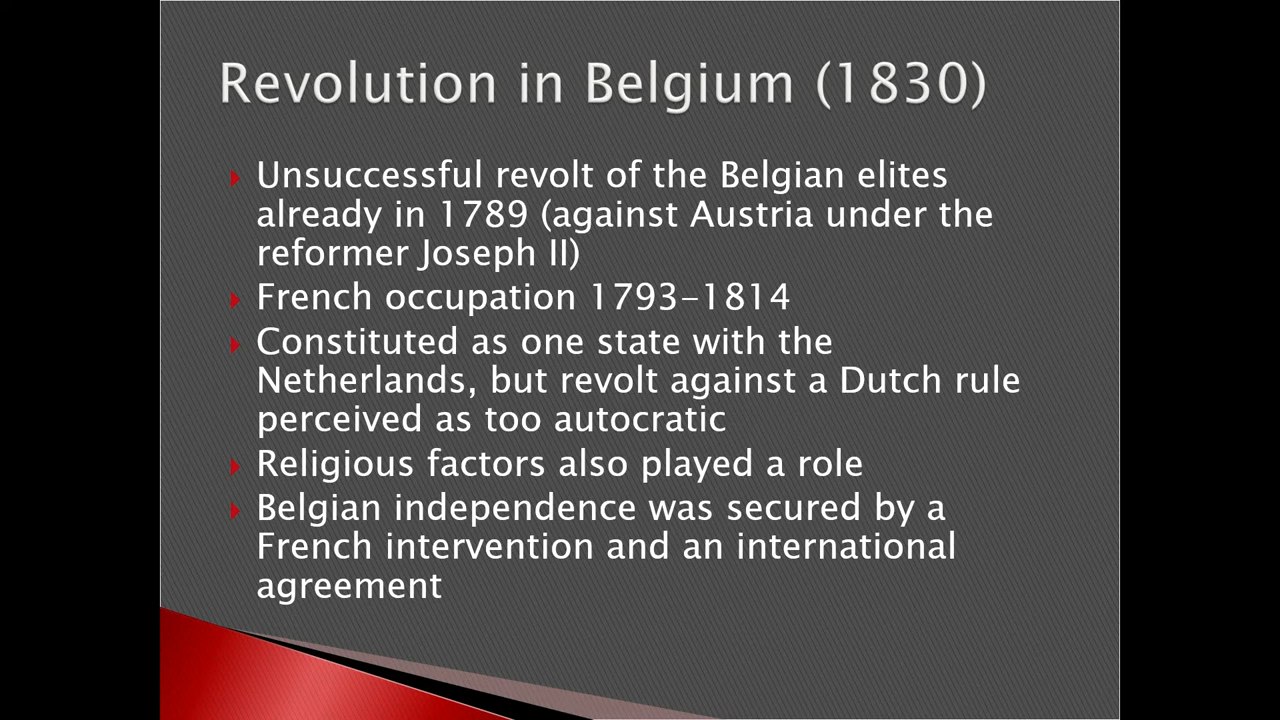 Revolution in Belgium (1830)
Unsuccessful revolt of the Belgian elites
already in 1789 (against Austria under the
reformer Joseph II)
French occupation 1793-1814
Constituted as one state with the
Netherlands, but revolt against a Dutch rule
perceived as too autocratic
Religious factors also played a role
Belgian independence was secured by a
French intervention and an international
agreement